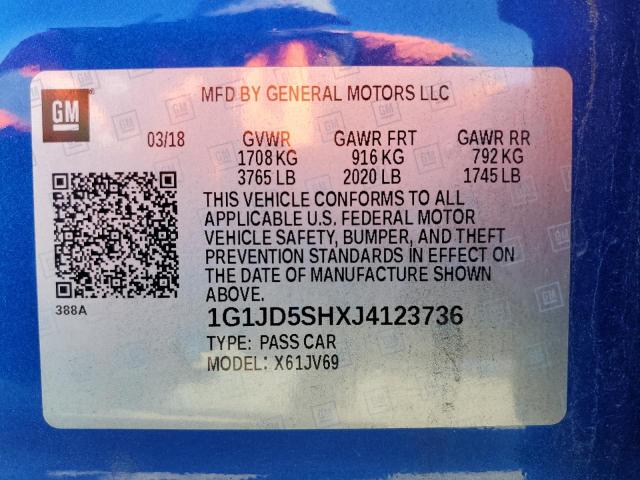 GM
MFD BY GENERAL MOTORS LLC
03/18 GVWR GAWR FRT GAWR RR
1708 KG 916 KG 792 KG
3765 LB 2020 LB 1745 LB
THIS VEHICLE CONFORMS TO ALL
APPLICABLE U.S. FEDERAL MOTOR
VEHICLE SAFETY, BUMPER, AND THEFT
PREVENTION STANDARDS IN EFFECT ON
THE DATE OF MANUFACTURE SHOWN
ABOVE.
388A
1G1JD5SHXJ4123736
TYPE: PASS CAR
MODEL: X61JV69